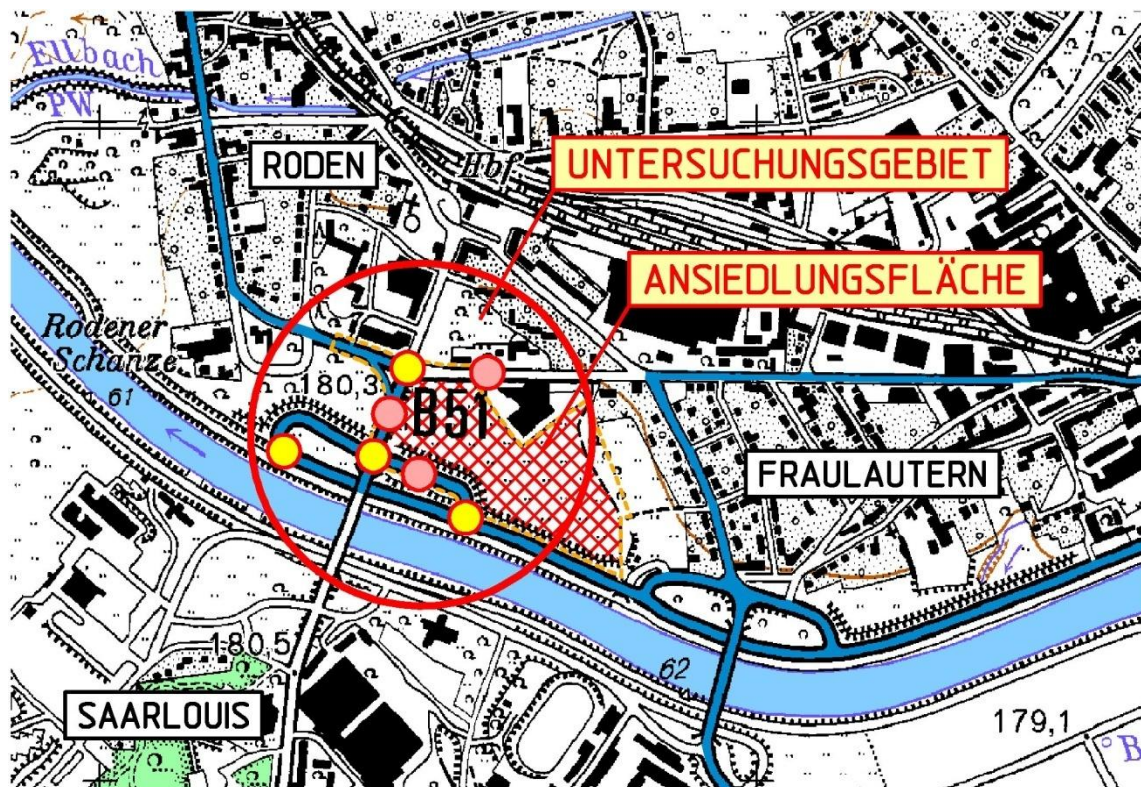 Ellbach
PW
RODEN
Hbf
UNTERSUCHUNGSGEBIET
ANSIEDLUNGSFLÄCHE
Rodener
Schanze
61
180,3
B51
FRAULAUTERN
180,5
62
SAARLOUIS
179,1
B